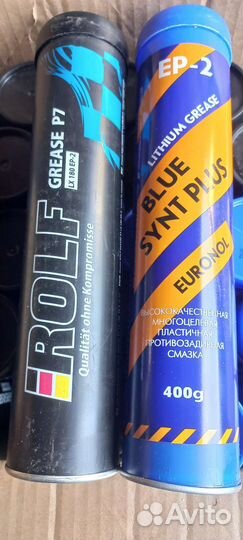 ROLF
GREASE P7
LX 180 EP-2
Qualität ohne Kompromisse
EP-2
LITHIUM GREASE
BLUE
SYNT PLUS
EURONOL
ВЫСОКОКАЧЕСТВЕННАЯ
МНОГОЦЕЛЕВАЯ
ПЛАСТИЧНАЯ
ПРОТИВОЗАДИРНАЯ
СМАЗКА
400g
Avito